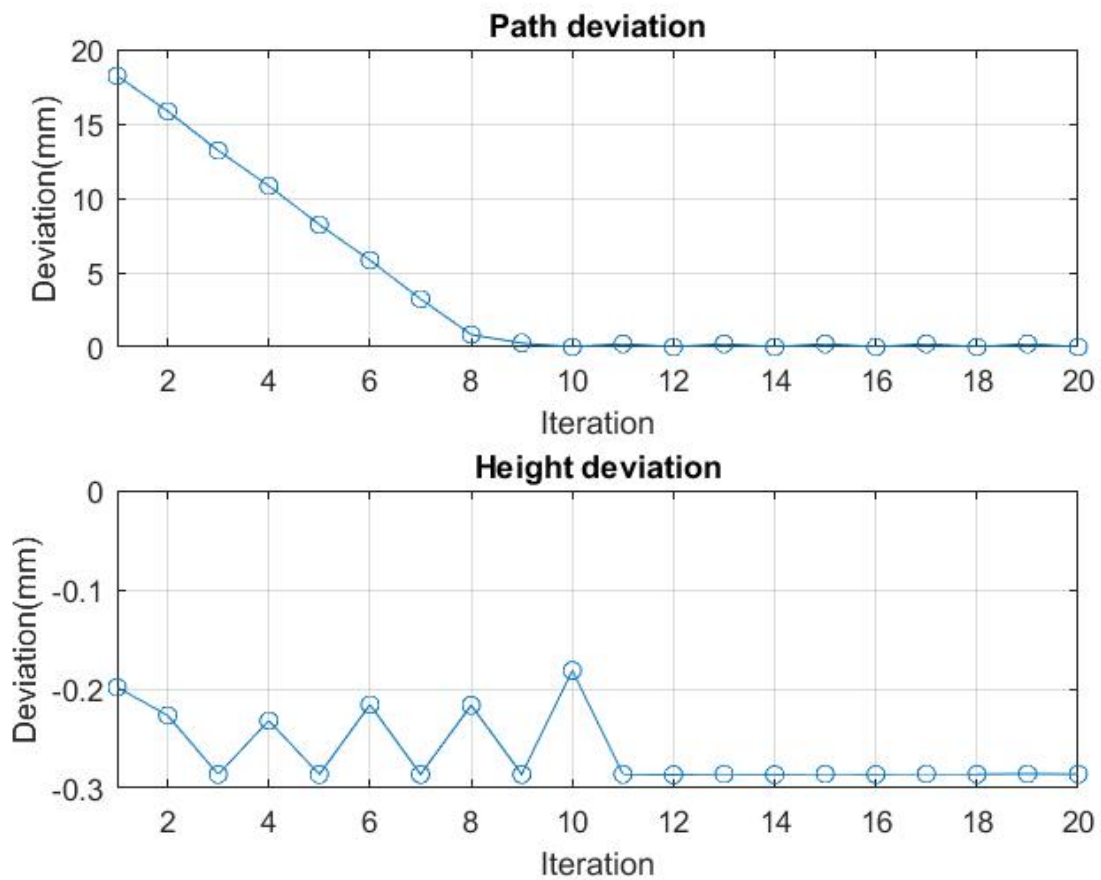 Path deviation
20
15
10
5
0
Deviation(mm)
2 4 6 8 10 12 14 16 18 20
Iteration
Height deviation
0
-0.1
-0.2
-0.3
Deviation(mm)
2 4 6 8 10 12 14 16 18 20
Iteration